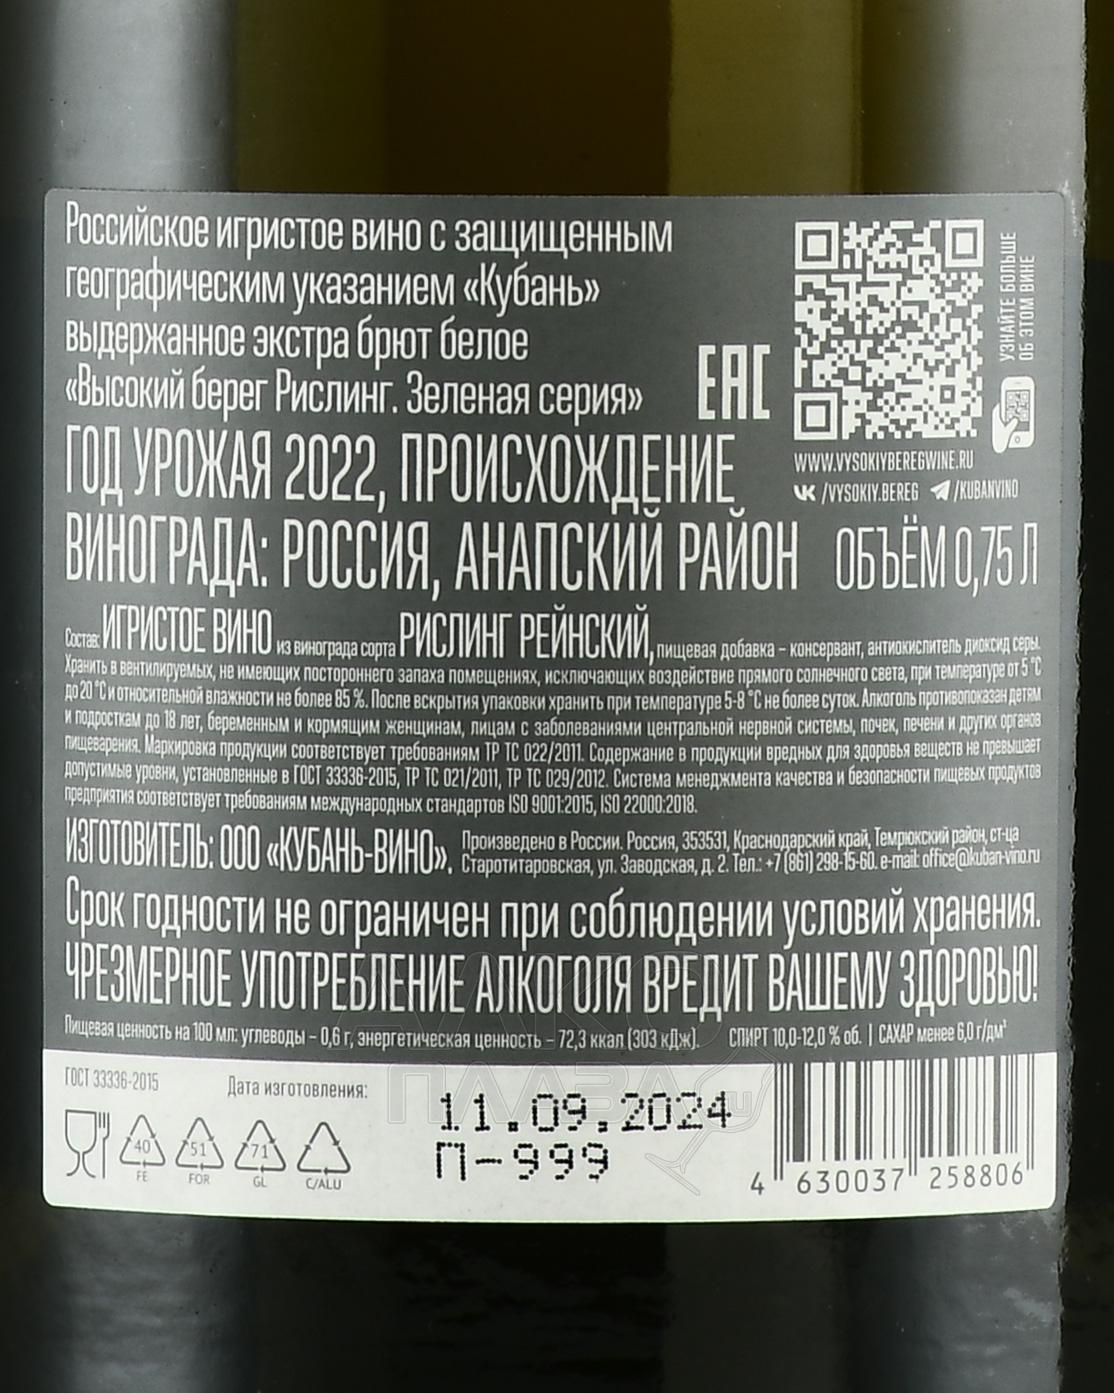 Российское игристое вино с защищенным
географическим указанием «Кубань»
выдержанное экстра брют белое
«Высокий берег Рислинг. Зеленая серия»
EAC
УЗНАЙТЕ БОЛЬШЕ
ОБ ЭТОМ ВИНЕ
WWW.VYSOKIYBEREGWINE.RU
/VYSOKIY.BEREG /KUBANVINO
ГОД УРОЖАЯ 2022, ПРОИСХОЖДЕНИЕ
ВИНОГРАДА: РОССИЯ, АНАПСКИЙ РАЙОН ОБЪЁМ 0,75 Л
Состав: ИГРИСТОЕ ВИНО из винограда сорта РИСЛИНГ РЕЙНСКИЙ, пищевая добавка – консервант, антиокислитель диоксид серы.
Хранить в вентилируемых, не имеющих постороннего запаха помещениях, исключающих воздействие прямого солнечного света, при температуре от 5 °С
до 20 °С и относительной влажности не более 85 %. После вскрытия упаковки хранить при температуре 5-8 °С не более суток. Алкоголь противопоказан детям
и подросткам до 18 лет, беременным и кормящим женщинам, лицам с заболеваниями центральной нервной системы, почек, печени и других органов
пищеварения. Маркировка продукции соответствует требованиям ТР ТС 022/2011. Содержание в продукции вредных для здоровья веществ не превышает
допустимые уровни, установленные в ГОСТ 33336-2015, ТР ТС 021/2011, ТР ТС 029/2012. Система менеджмента качества и безопасности пищевых продуктов
предприятия соответствует требованиям международных стандартов ISO 9001:2015, ISO 22000:2018.
ИЗГОТОВИТЕЛЬ: ООО «КУБАНЬ-ВИНО». Произведено в России. Россия, 353531, Краснодарский край, Темрюкский район, ст-ца
Старотитаровская, ул. Заводская, д. 2. Тел.: +7 (861) 298-15-60. e-mail: office@kuban-vino.ru
Срок годности не ограничен при соблюдении условий хранения.
ЧРЕЗМЕРНОЕ УПОТРЕБЛЕНИЕ АЛКОГОЛЯ ВРЕДИТ ВАШЕМУ ЗДОРОВЬЮ!
Пищевая ценность на 100 мл: углеводы – 0,6 г, энергетическая ценность – 72,3 ккал (303 кДж). СПИРТ 10,0-12,0 % об. | САХАР менее 6,0 г/дм³
ГОСТ 33336-2015 Дата изготовления:
11.09.2024
П-999
40 51 71
FE FOR GL C/ALU
4 630037 258806
АЛКО
ПЛАЗА.ru